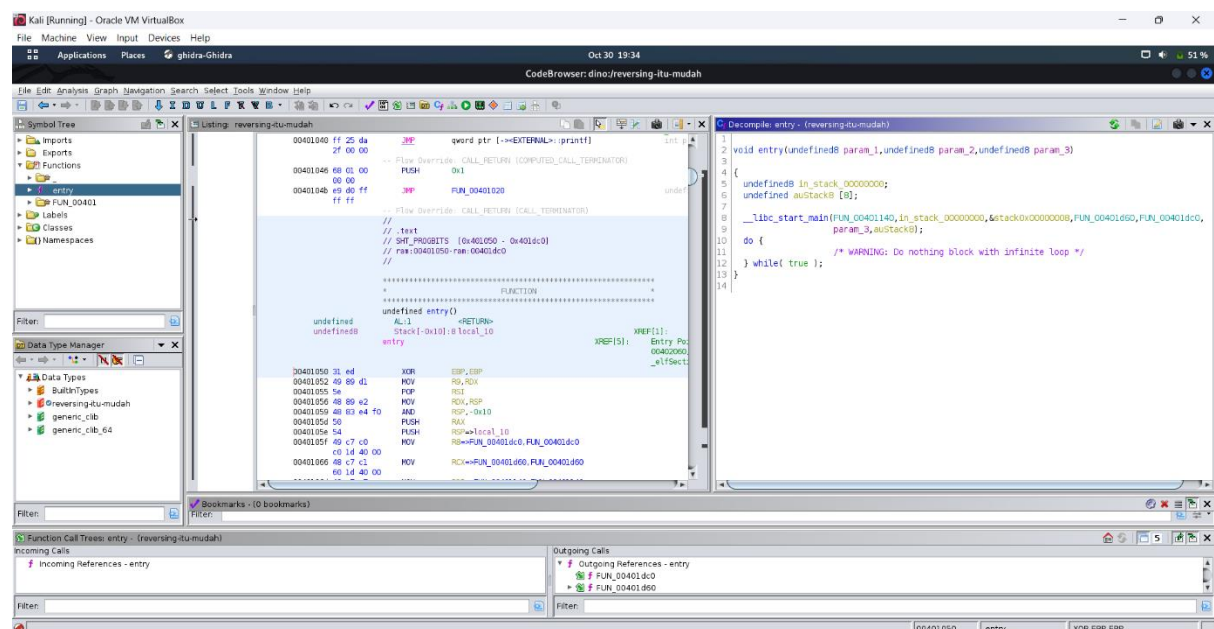 Kali [Running] - Oracle VM VirtualBox
File Machine View Input Devices Help
Applications Places ghidra-Ghidra Oct 30 19:34 51 %
CodeBrowser: dino:/reversing-itu-mudah
File Edit Analysis Graph Navigation Search Select Tools Window Help
Symbol Tree
Imports
Exports
Functions
entry
FUN_00401
Labels
Classes
Namespaces
Filter:
Data Type Manager
Data Types
BuiltInTypes
reversing-itu-mudah
generic_clib
generic_clib_64
Filter:
Listing: reversing-itu-mudah
00401040 ff 25 da JMP qword ptr [-><EXTERNAL>::printf] int p
2f 00 00
-- Flow Override: CALL_RETURN (COMPUTED_CALL_TERMINATOR)
00401046 68 01 00 PUSH 0x1
00 00
0040104b e9 d0 ff JMP FUN_00401020 undef
ff ff
-- Flow Override: CALL_RETURN (CALL_TERMINATOR)
//
// .text
// SHT_PROGBITS [0x401050 - 0x401dc0]
// ram:00401050-ram:00401dc0
//
* FUNCTION *
undefined entry()
undefined AL:1 <RETURN>
undefined8 Stack[-0x10]:8 local_10 XREF[1]:
entry XREF[5]: Entry Po
00402060,
_elfSect
00401050 31 ed XOR EBP,EBP
00401052 49 89 d1 MOV R9,RDX
00401055 5e POP RSI
00401056 48 89 e2 MOV RDX,RSP
00401059 48 83 e4 f0 AND RSP,-0x10
0040105d 50 PUSH RAX
0040105e 54 PUSH RSP=>local_10
0040105f 49 c7 c0 MOV R8=>FUN_00401dc0,FUN_00401dc0
c0 1d 40 00
00401066 48 c7 c1 MOV RCX=>FUN_00401d60,FUN_00401d60
60 1d 40 00
Decompile: entry - (reversing-itu-mudah)
1
2 void entry(undefined8 param_1,undefined8 param_2,undefined8 param_3)
3
4 {
5 undefined8 in_stack_00000000;
6 undefined auStack8 [8];
7
8 __libc_start_main(FUN_00401140,in_stack_00000000,&stack0x00000008,FUN_00401d60,FUN_00401dc0,
9 param_3,auStack8);
10 do {
11 /* WARNING: Do nothing block with infinite loop */
12 } while( true );
13 }
14
Bookmarks - (0 bookmarks)
Filter:
Function Call Trees: entry - (reversing-itu-mudah)
5
Incoming Calls
f Incoming References - entry
Filter:
Outgoing Calls
f Outgoing References - entry
f FUN_00401dc0
f FUN_00401d60
Filter:
00401050 entry XOR EBP,EBP